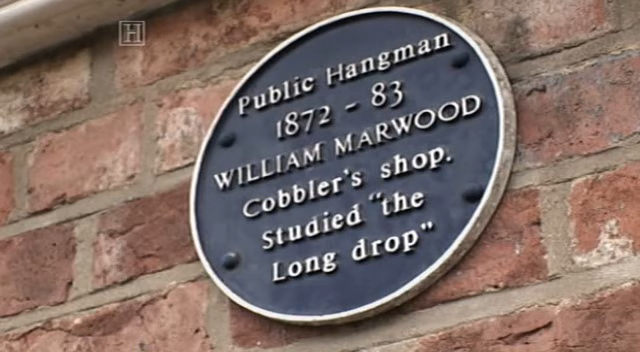 H
Public Hangman
1872 - 83
WILLIAM MARWOOD
Cobbler's shop.
Studied "the
Long drop"